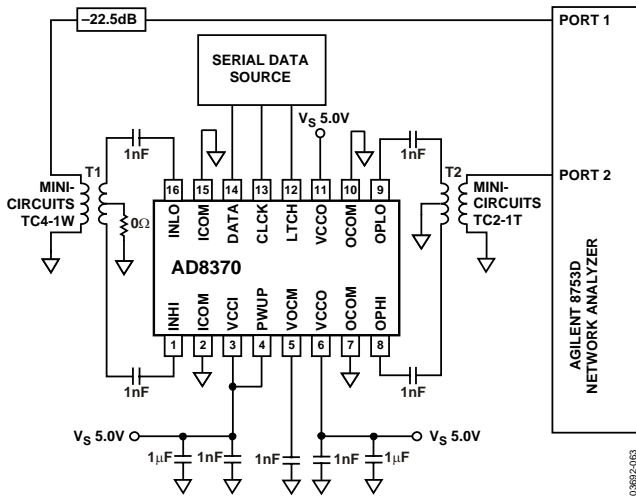 –22.5dB
PORT 1
SERIAL DATA
SOURCE
VS 5.0V
1nF
1nF
T1
T2
MINI-
CIRCUITS
TC4-1W
0Ω
16 15 14 13 12 11 10 9
INLO ICOM DATA CLCK LTCH VCCO OCOM OPLO
MINI-
CIRCUITS
TC2-1T
PORT 2
AD8370
INHI ICOM VCCI PWUP VOCM VCCO OCOM OPHI
1 2 3 4 5 6 7 8
1nF
1nF
VS 5.0V
VS 5.0V
1µF 1nF 1nF 1nF 1µF
AGILENT 8753D
NETWORK ANALYZER
03692-063